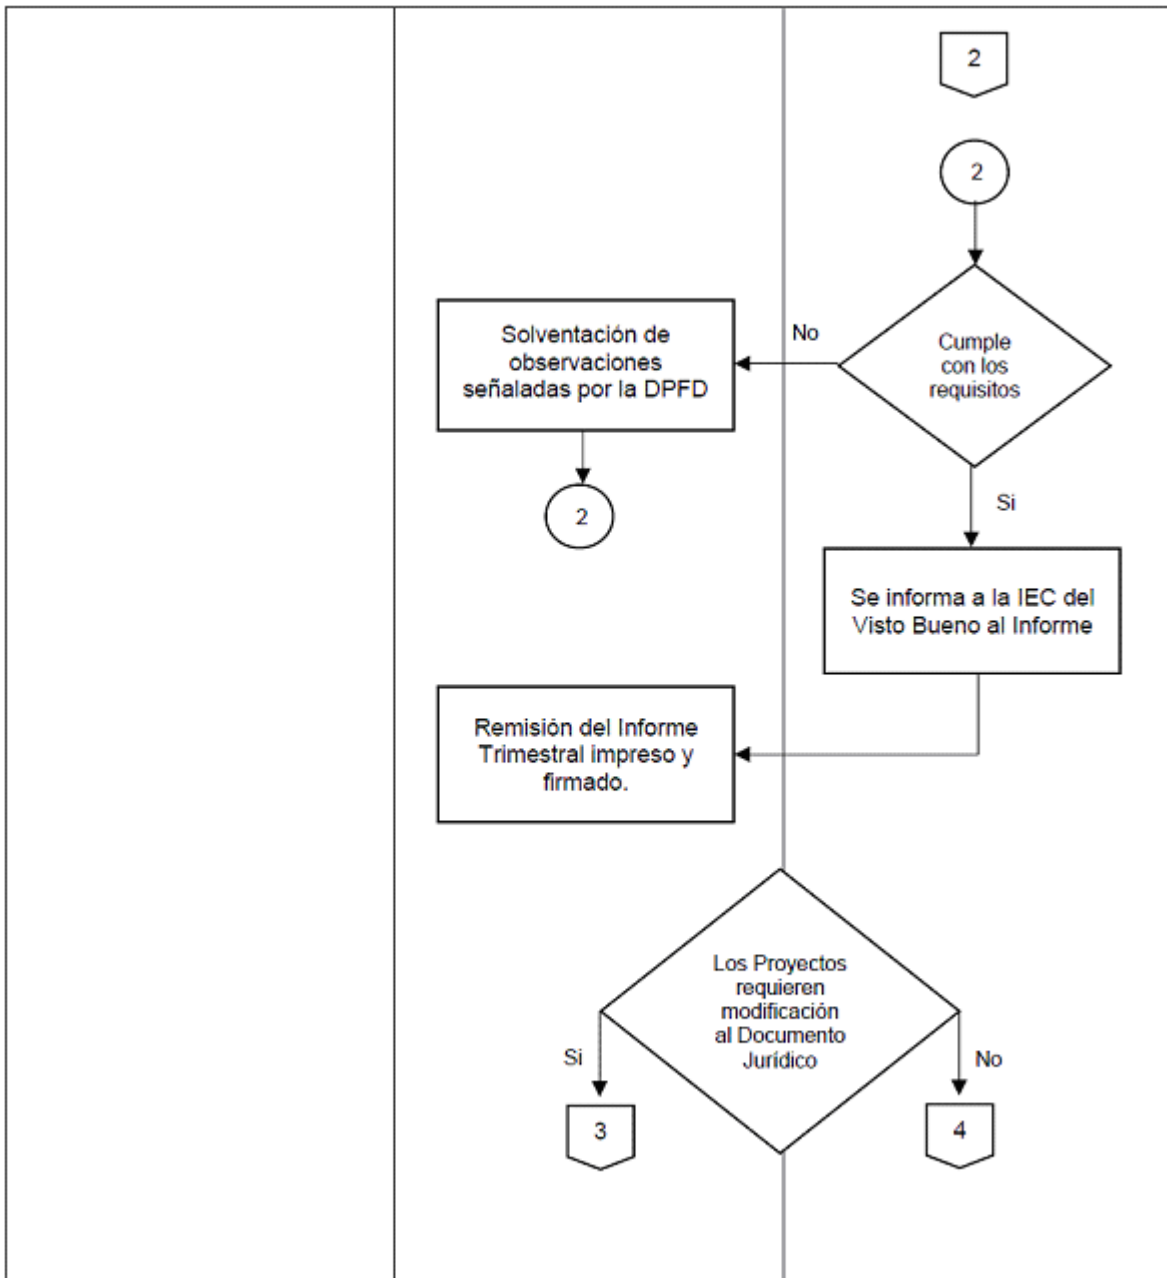 2
2
Cumple
con los
requisitos
No
Solventación de
observaciones
señaladas por la DPFD
2
Si
Se informa a la IEC del
Visto Bueno al Informe
Remisión del Informe
Trimestral impreso y
firmado.
Los Proyectos
requieren
modificación
al Documento
Jurídico
Si
No
3
4